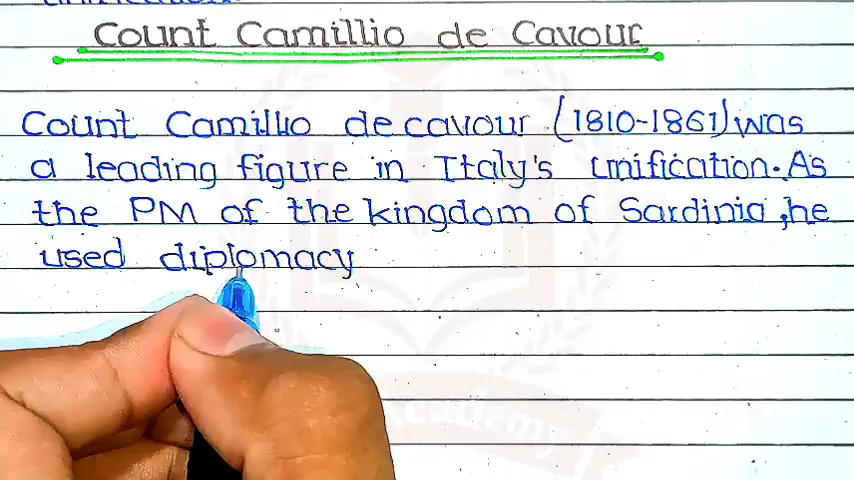 Count Camillio de Cavour
Count Camillio de cavour (1810-1861) was
a leading figure in Italy's unification. As
the PM of the kingdom of Sardinia, he
used diplomacy
Academy